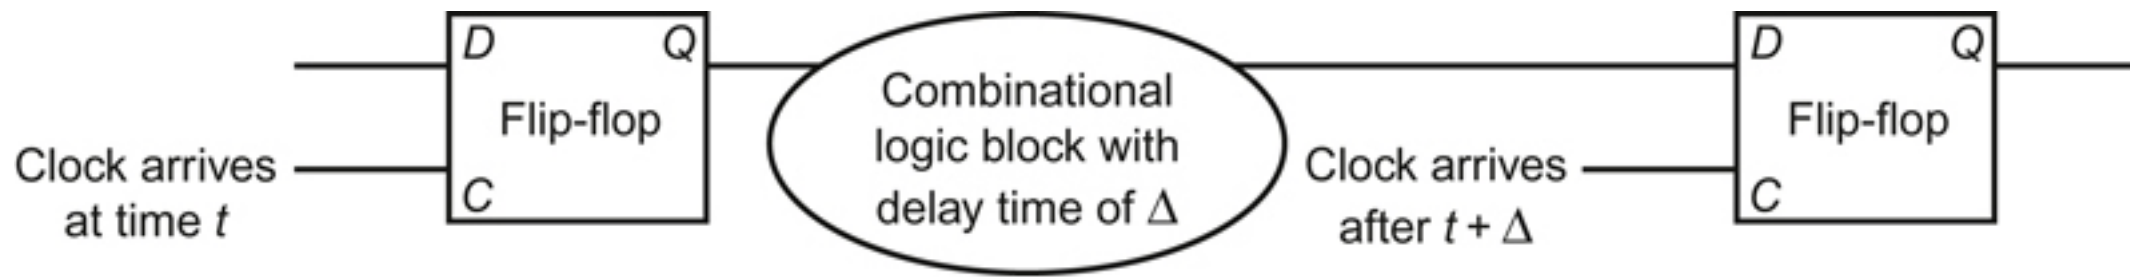 D Q
Flip-flop
C
Clock arrives
at time t
Combinational
logic block with
delay time of Δ
Clock arrives
after t + Δ
D Q
Flip-flop
C